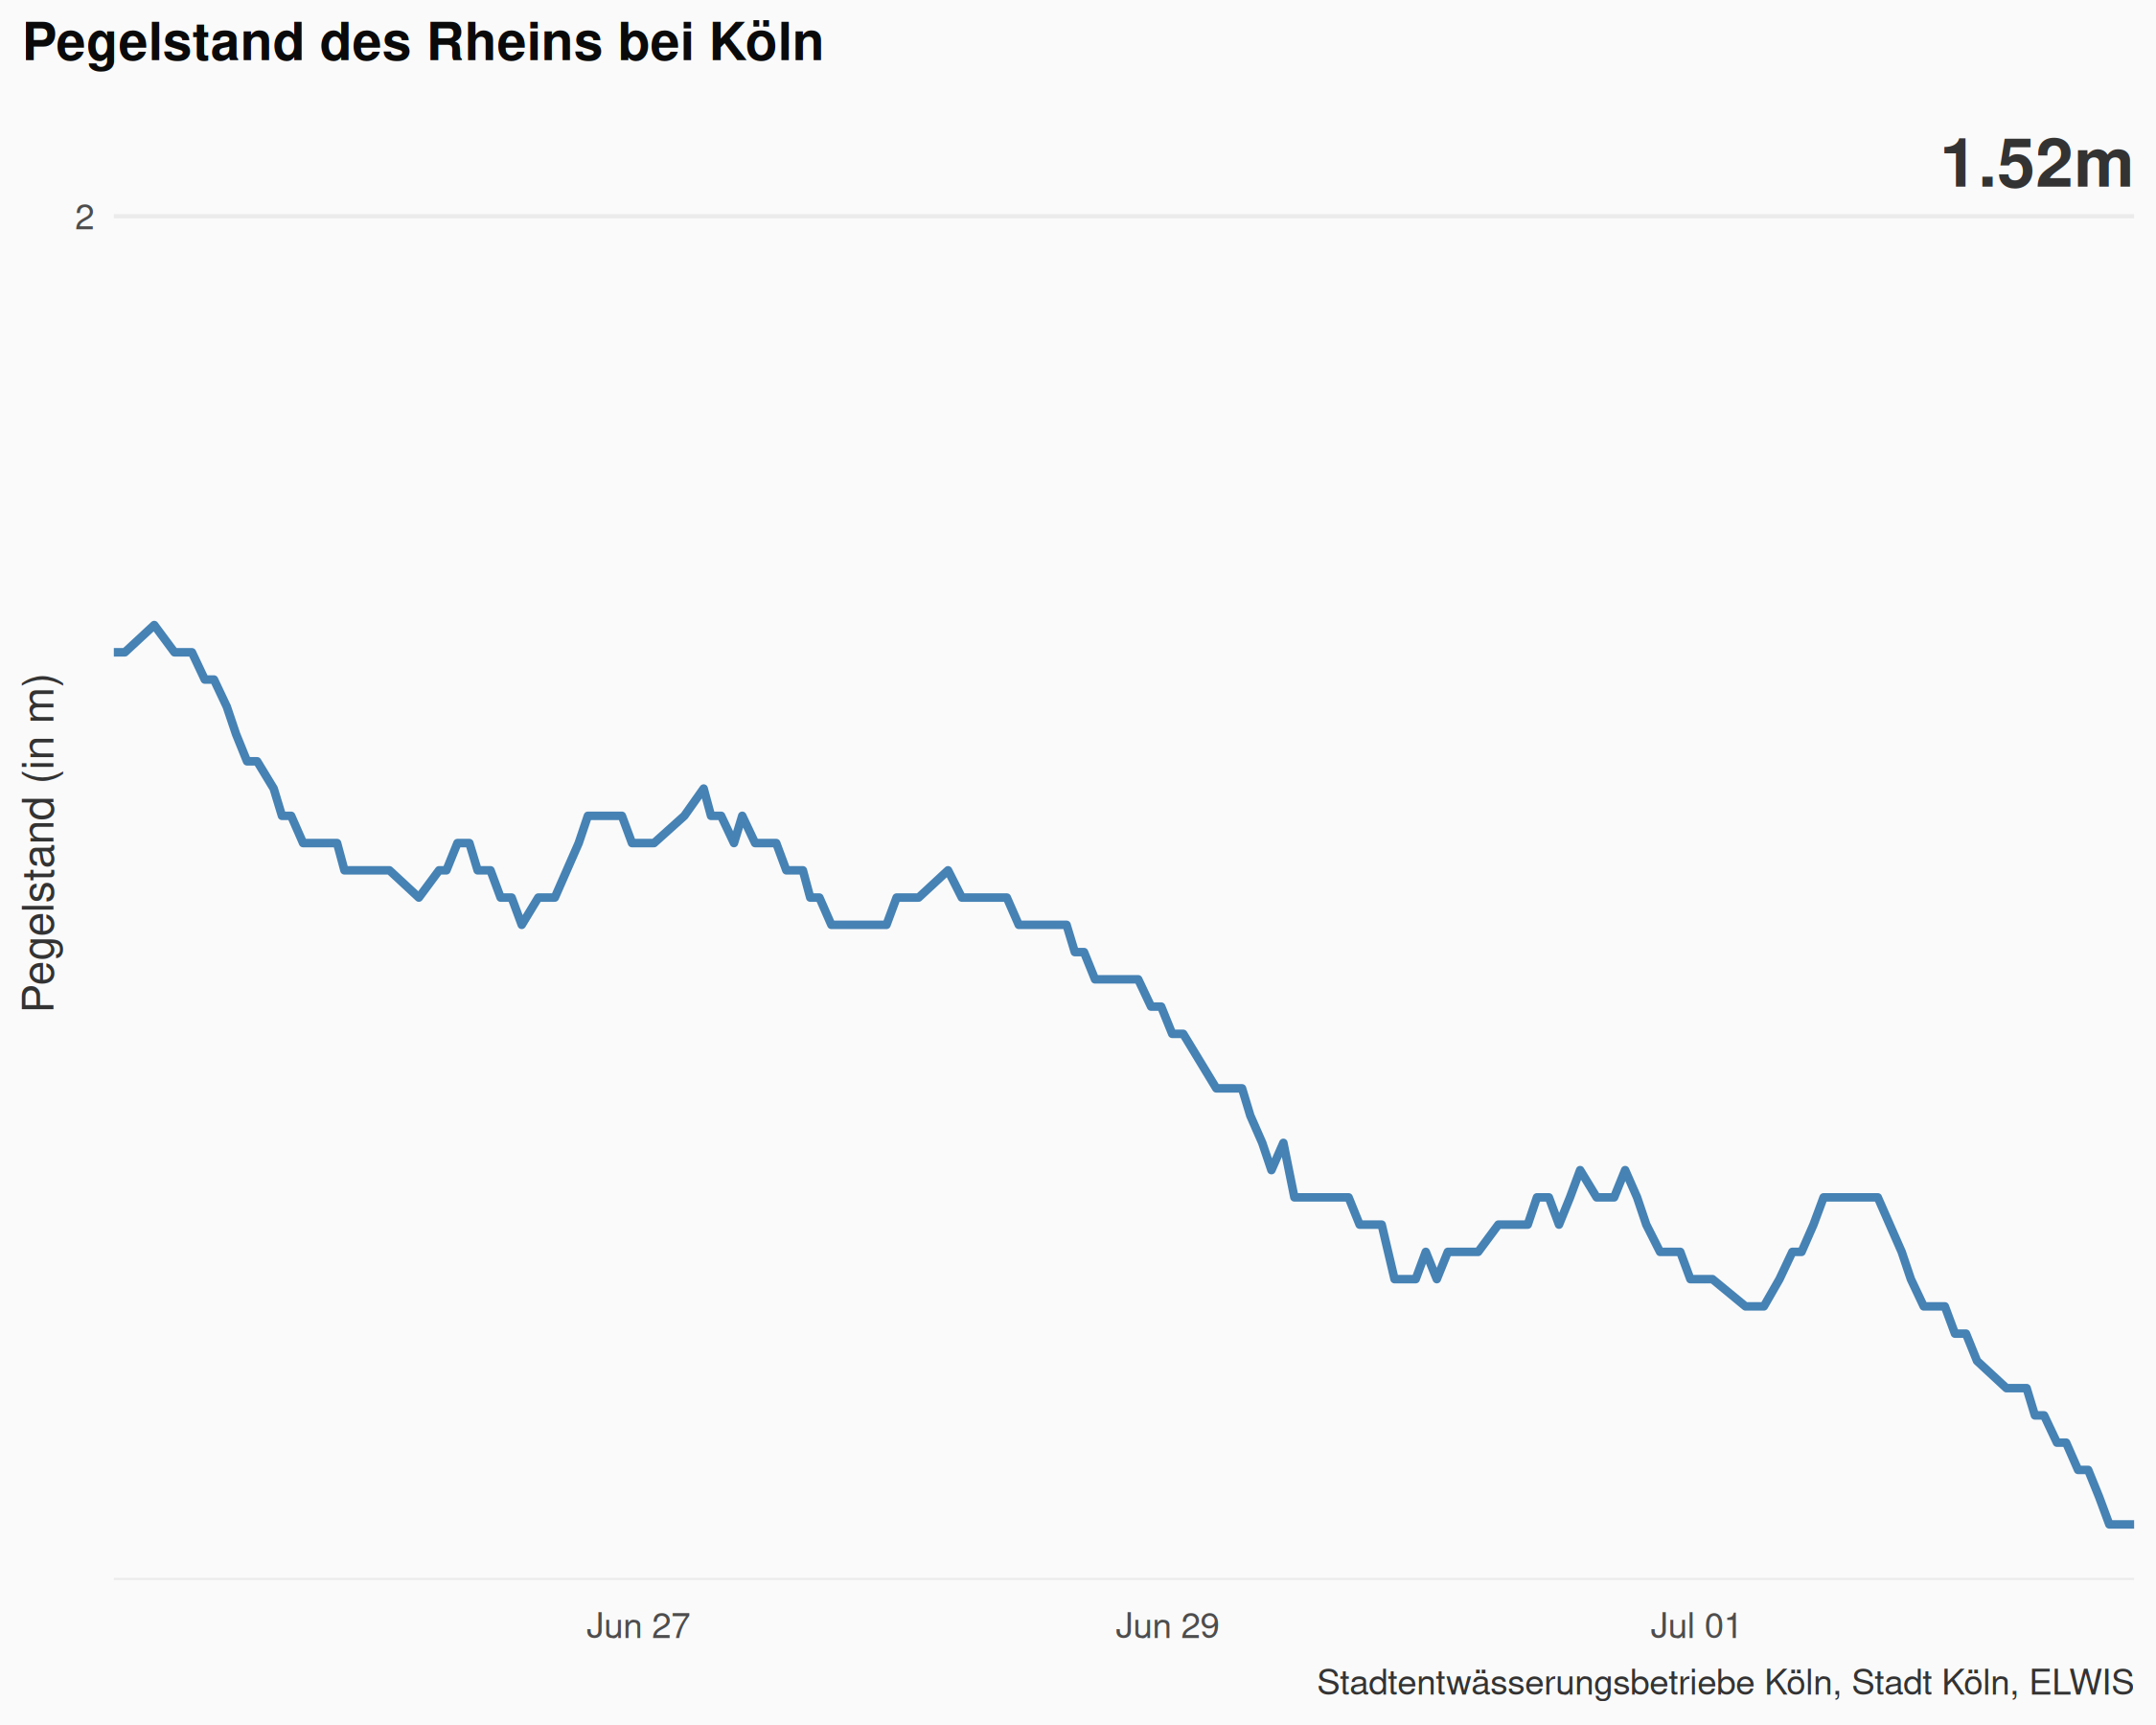 Pegelstand des Rheins bei Köln
1.52m
2
Pegelstand (in m)
Jun 27
Jun 29
Jul 01
Stadtentwässerungsbetriebe Köln, Stadt Köln, ELWIS